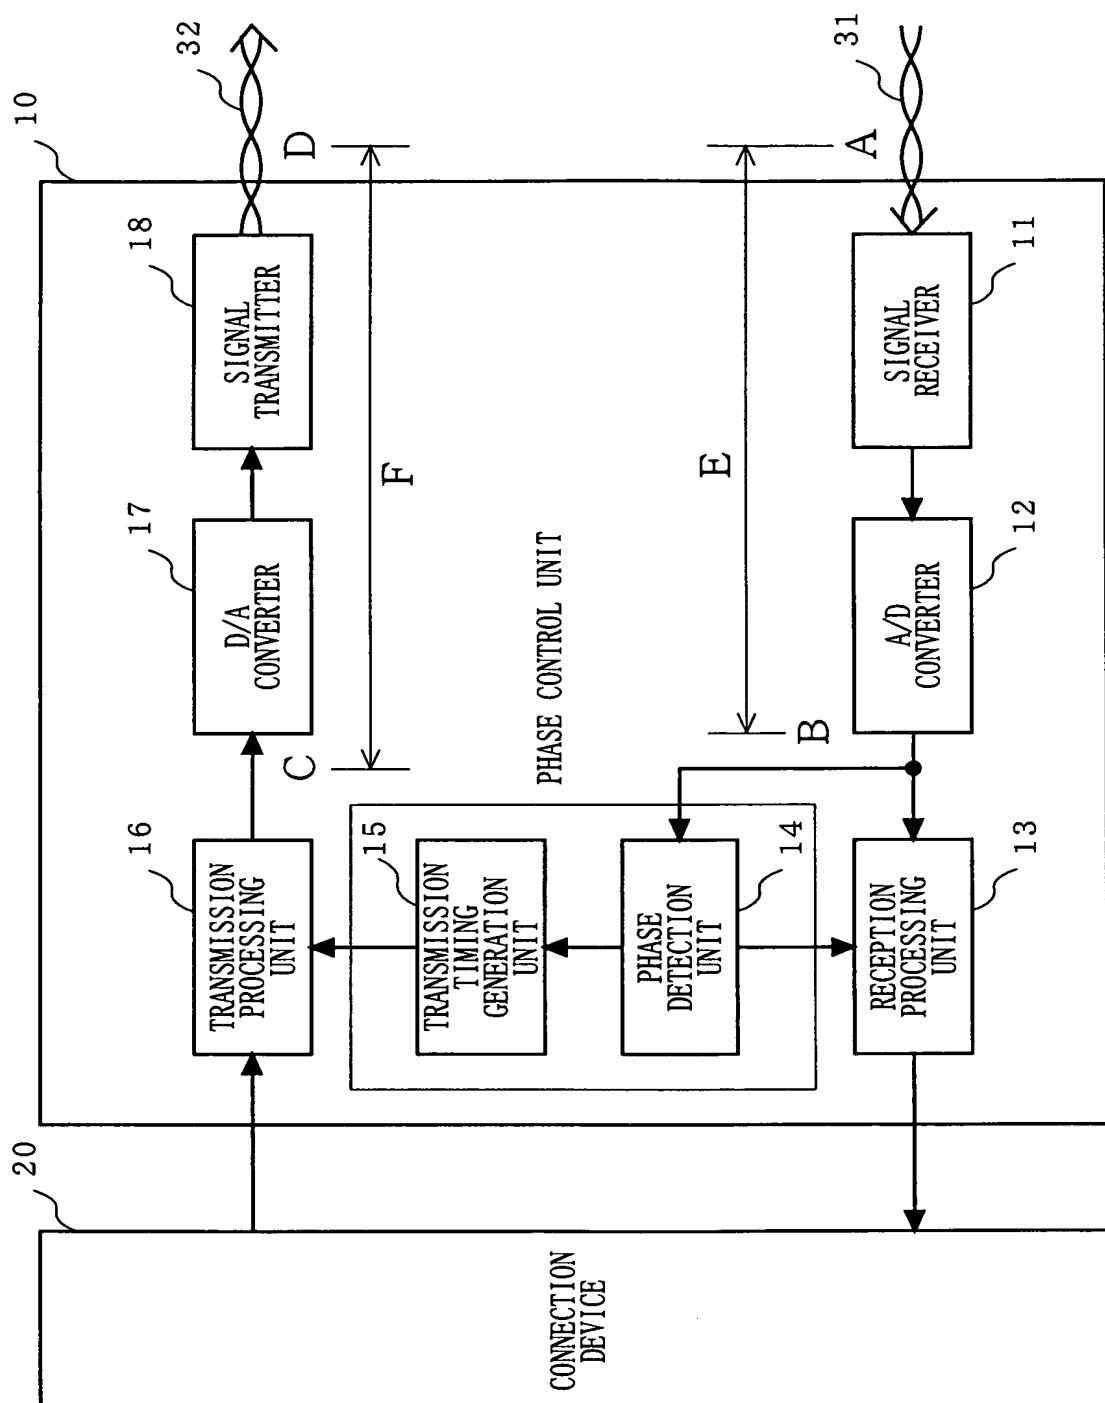 20
10
32
16
17
18
TRANSMISSION
PROCESSING
UNIT
D/A
CONVERTER
SIGNAL
TRANSMITTER
C
D
15
F
TRANSMISSION
TIMING
GENERATION
UNIT
PHASE CONTROL UNIT
CONNECTION
DEVICE
PHASE
DETECTION
UNIT
14
E
B
A
31
RECEPTION
PROCESSING
UNIT
A/D
CONVERTER
SIGNAL
RECEIVER
13
12
11